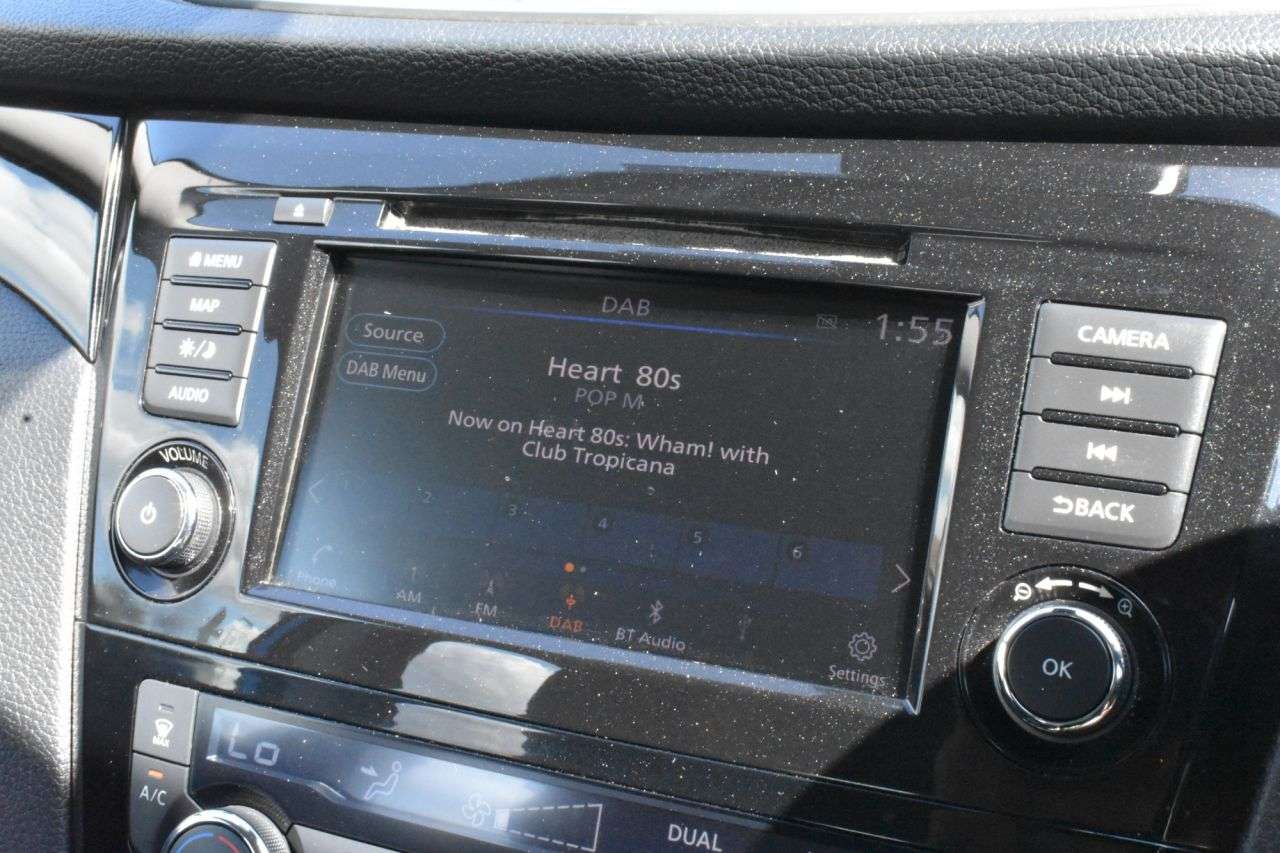 MENU
MAP
AUDIO
VOLUME
DAB
1:55
Source
DAB Menu
Heart 80s
POP M
Now on Heart 80s: Wham! with
Club Tropicana
2
3
4
5
6
Phone
AM
FM
DAB
BT Audio
Settings
CAMERA
BACK
OK
MAX
A/C
Lo
DUAL